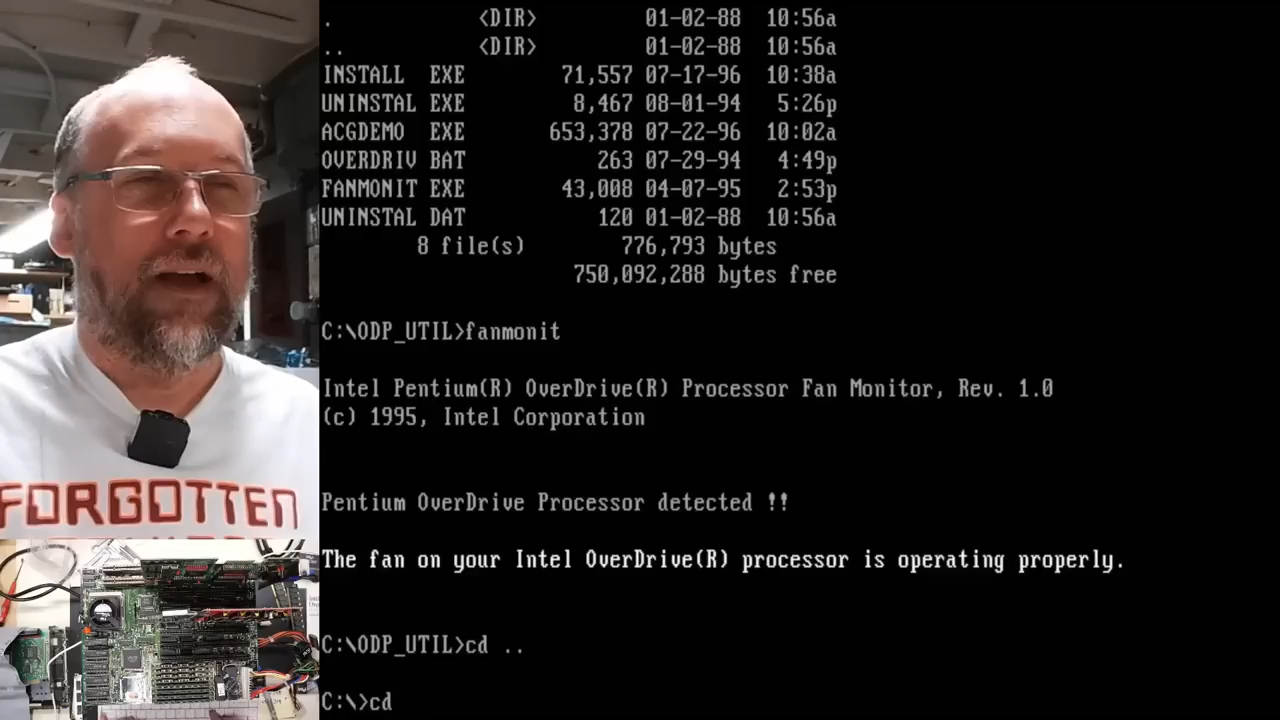 .            <DIR>         01-02-88  10:56a
..           <DIR>         01-02-88  10:56a
INSTALL  EXE        71,557 07-17-96  10:38a
UNINSTAL EXE         8,467 08-01-94   5:26p
ACGDEMO  EXE       653,378 07-22-96  10:02a
OVERDRIV BAT           263 07-29-94   4:49p
FANMONIT EXE        43,008 04-07-95   2:53p
UNINSTAL DAT           120 01-02-88  10:56a
        8 file(s)        776,793 bytes
                     750,092,288 bytes free
C:\ODP_UTIL>fanmonit
Intel Pentium(R) OverDrive(R) Processor Fan Monitor, Rev. 1.0
(c) 1995, Intel Corporation
Pentium OverDrive Processor detected !!
The fan on your Intel OverDrive(R) processor is operating properly.
C:\ODP_UTIL>cd ..
C:\>cd
FORGOTTEN